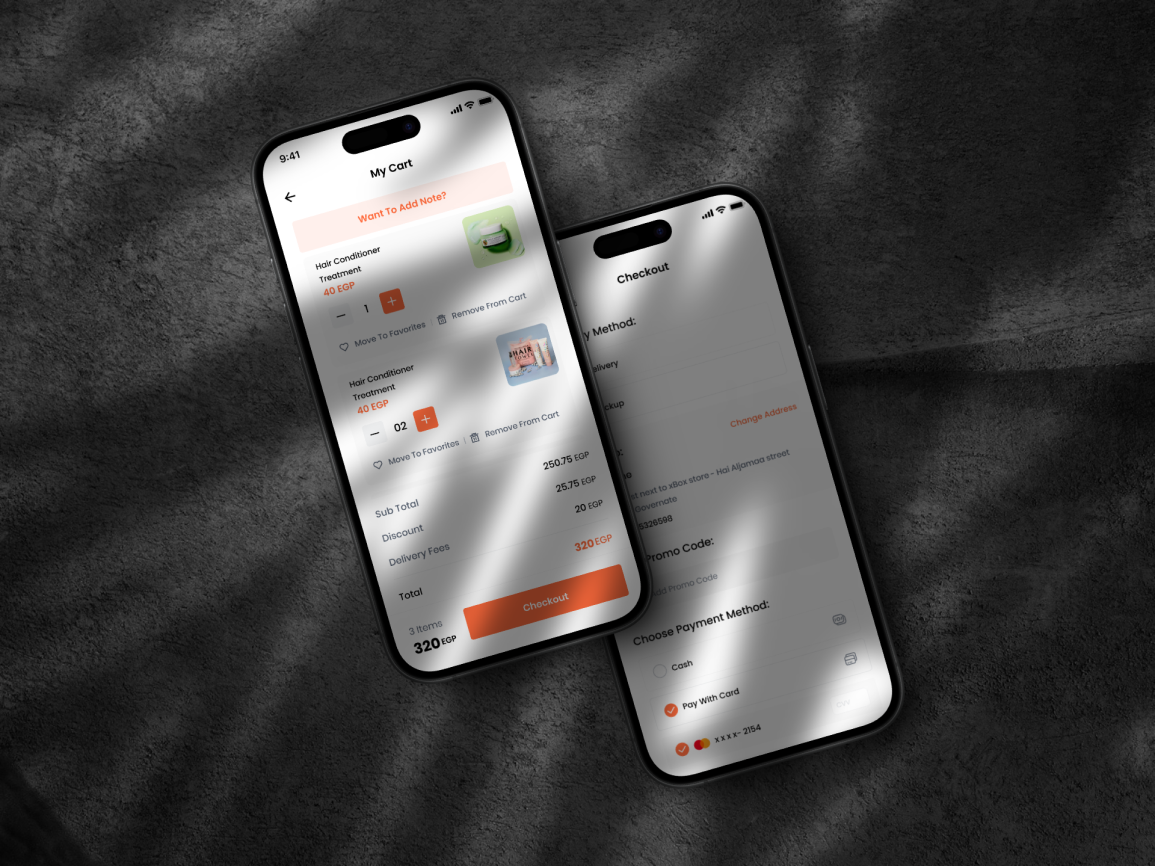 9:41
My Cart
Want To Add Note?
Hair Conditioner
Treatment
40 EGP
1
Move To Favorites
Remove From Cart
HAIR
Hair Conditioner
Treatment
40 EGP
02
Move To Favorites
Remove From Cart
Sub Total 250.75 EGP
Discount 25.75 EGP
Delivery Fees 20 EGP
Total 320 EGP
3 Items
320 EGP
Checkout
Checkout
y Method:
elivery
ckup
Change Address
st next to xBox store - Hai Aljamaa street
Governate
5326598
Promo Code:
Promo Code
Choose Payment Method:
Cash
Pay With Card
xxxx- 2154